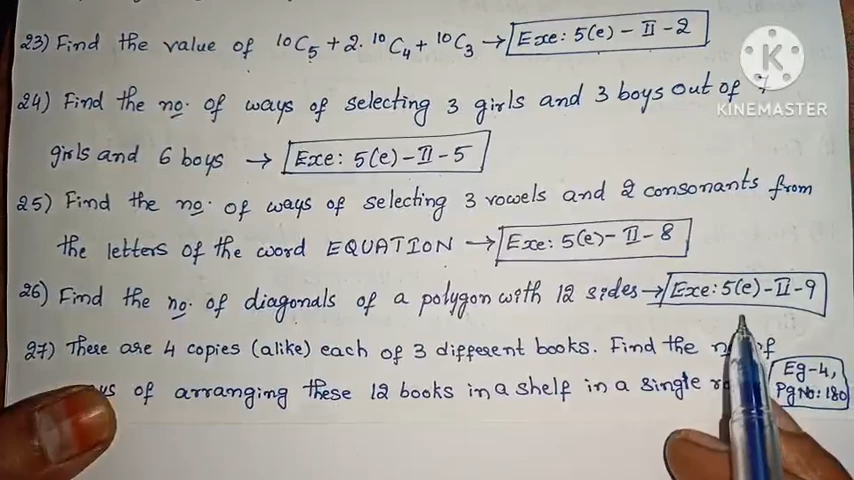 23) Find the value of ¹⁰C₅ + 2. ¹⁰C₄ + ¹⁰C₃ → Exe: 5(e) - II - 2
K
KINEMASTER
24) Find the no. of ways of selecting 3 girls and 3 boys out of 7
girls and 6 boys → Exe: 5(e) - II - 5
25) Find the no. of ways of selecting 3 vowels and 2 consonants from
the letters of the word EQUATION → Exe: 5(e) - II - 8
26) Find the no. of diagonals of a polygon with 12 sides → Exe: 5(e) - II - 9
27) There are 4 copies (alike) each of 3 different books. Find the of
of arranging these 12 books in a shelf in a single
Eg-4,
Pg No: 180